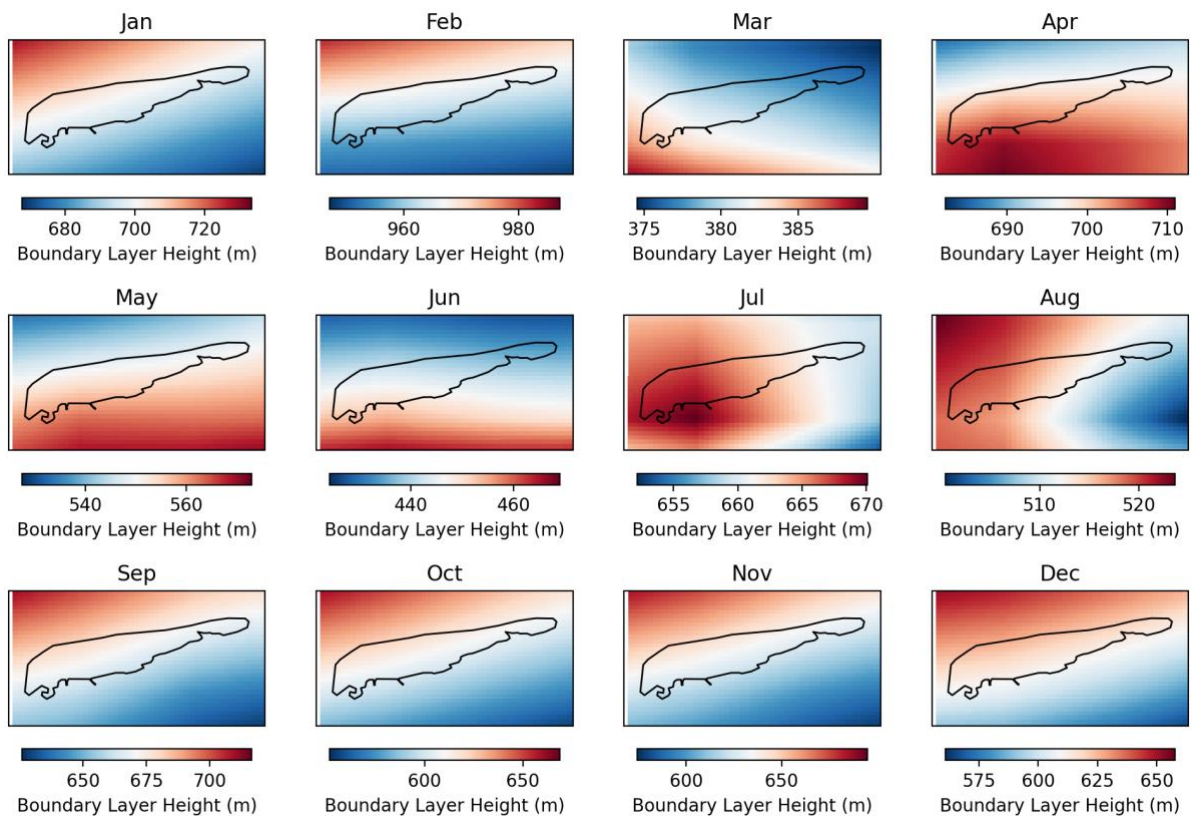 Jan Feb Mar Apr
680 700 720 960 980 375 380 385 690 700 710
Boundary Layer Height (m) Boundary Layer Height (m) Boundary Layer Height (m) Boundary Layer Height (m)
May Jun Jul Aug
540 560 440 460 655 660 665 670 510 520
Boundary Layer Height (m) Boundary Layer Height (m) Boundary Layer Height (m) Boundary Layer Height (m)
Sep Oct Nov Dec
650 675 700 600 650 600 650 575 600 625 650
Boundary Layer Height (m) Boundary Layer Height (m) Boundary Layer Height (m) Boundary Layer Height (m)